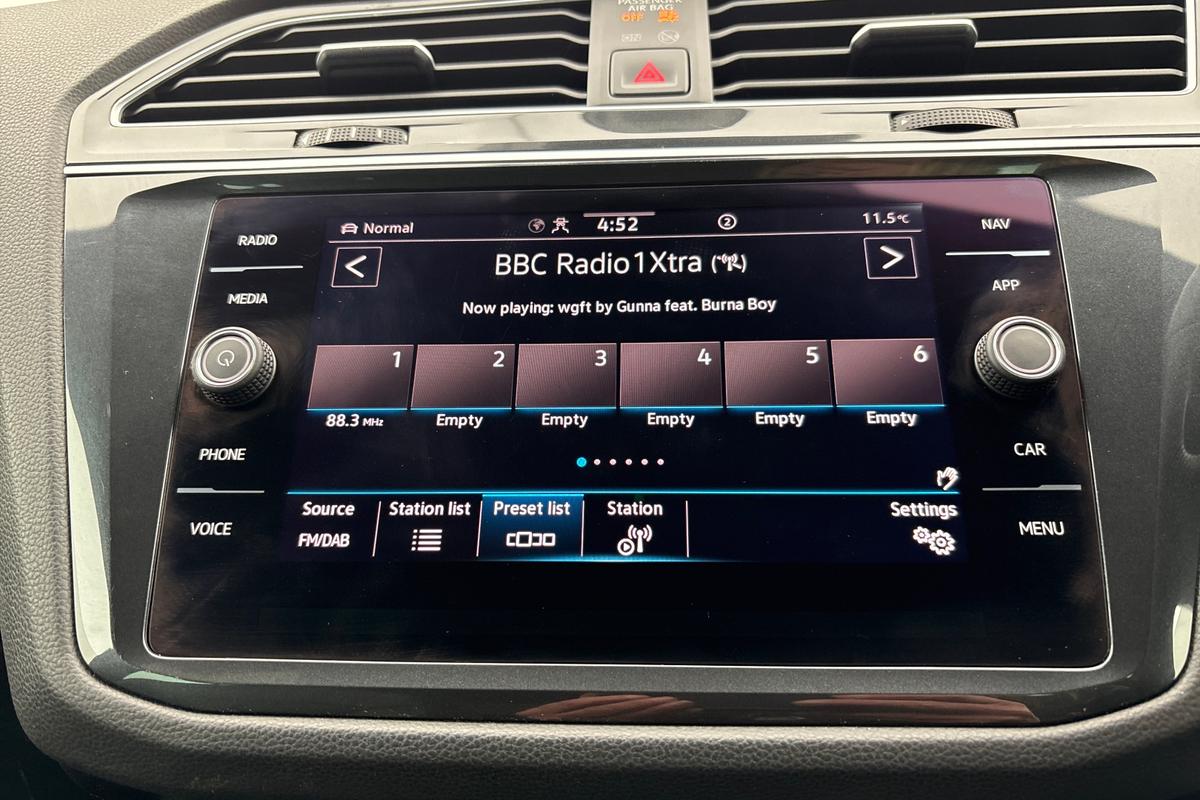 PASSENGER
AIR BAG
OFF
ON
RADIO
MEDIA
PHONE
VOICE
Normal
4:52
2
11.5°C
<
BBC Radio1Xtra
>
Now playing: wgft by Gunna feat. Burna Boy
1 2 3 4 5 6
88.3 MHz Empty Empty Empty Empty Empty
Source Station list Preset list Station Settings
FM/DAB
NAV
APP
CAR
MENU